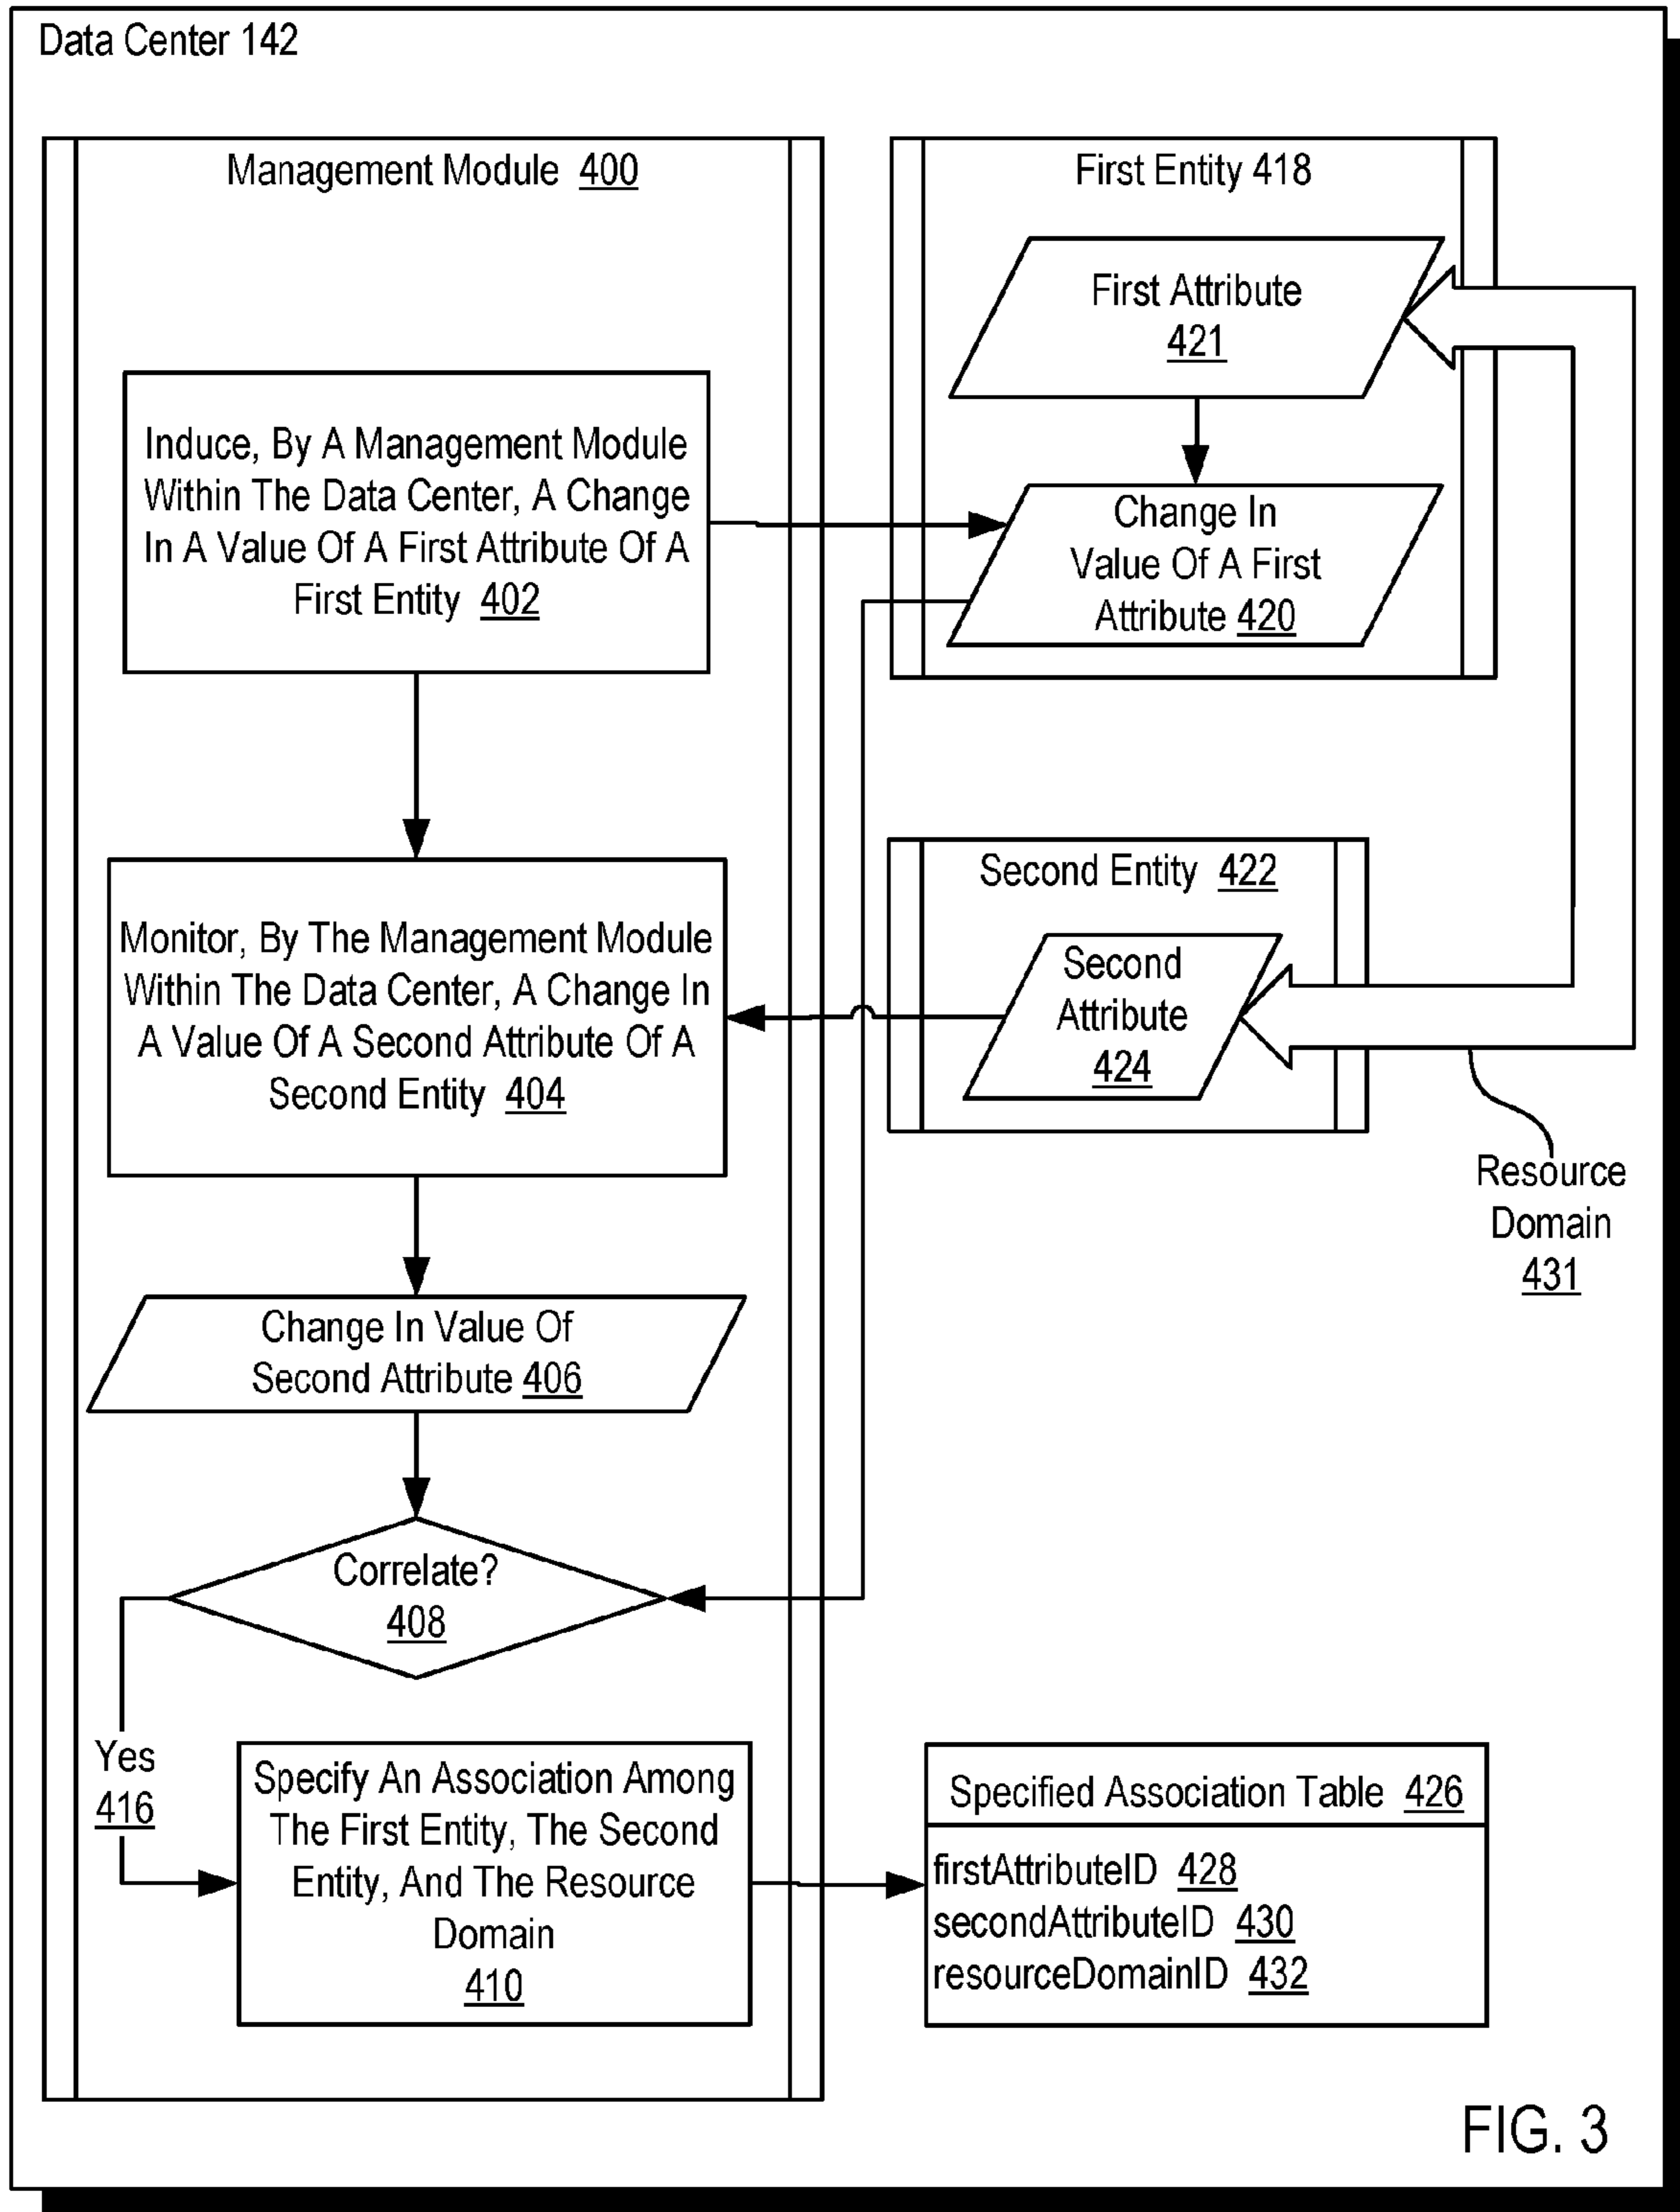 Data Center 142
Management Module 400
First Entity 418
First Attribute
421
Induce, By A Management Module
Within The Data Center, A Change
In A Value Of A First Attribute Of A
First Entity 402
Change In
Value Of A First
Attribute 420
Second Entity 422
Second
Attribute
424
Monitor, By The Management Module
Within The Data Center, A Change In
A Value Of A Second Attribute Of A
Second Entity 404
Resource
Domain
431
Change In Value Of
Second Attribute 406
Correlate?
408
Yes
416
Specify An Association Among
The First Entity, The Second
Entity, And The Resource
Domain
410
Specified Association Table 426
firstAttributeID 428
secondAttributeID 430
resourceDomainID 432
FIG. 3